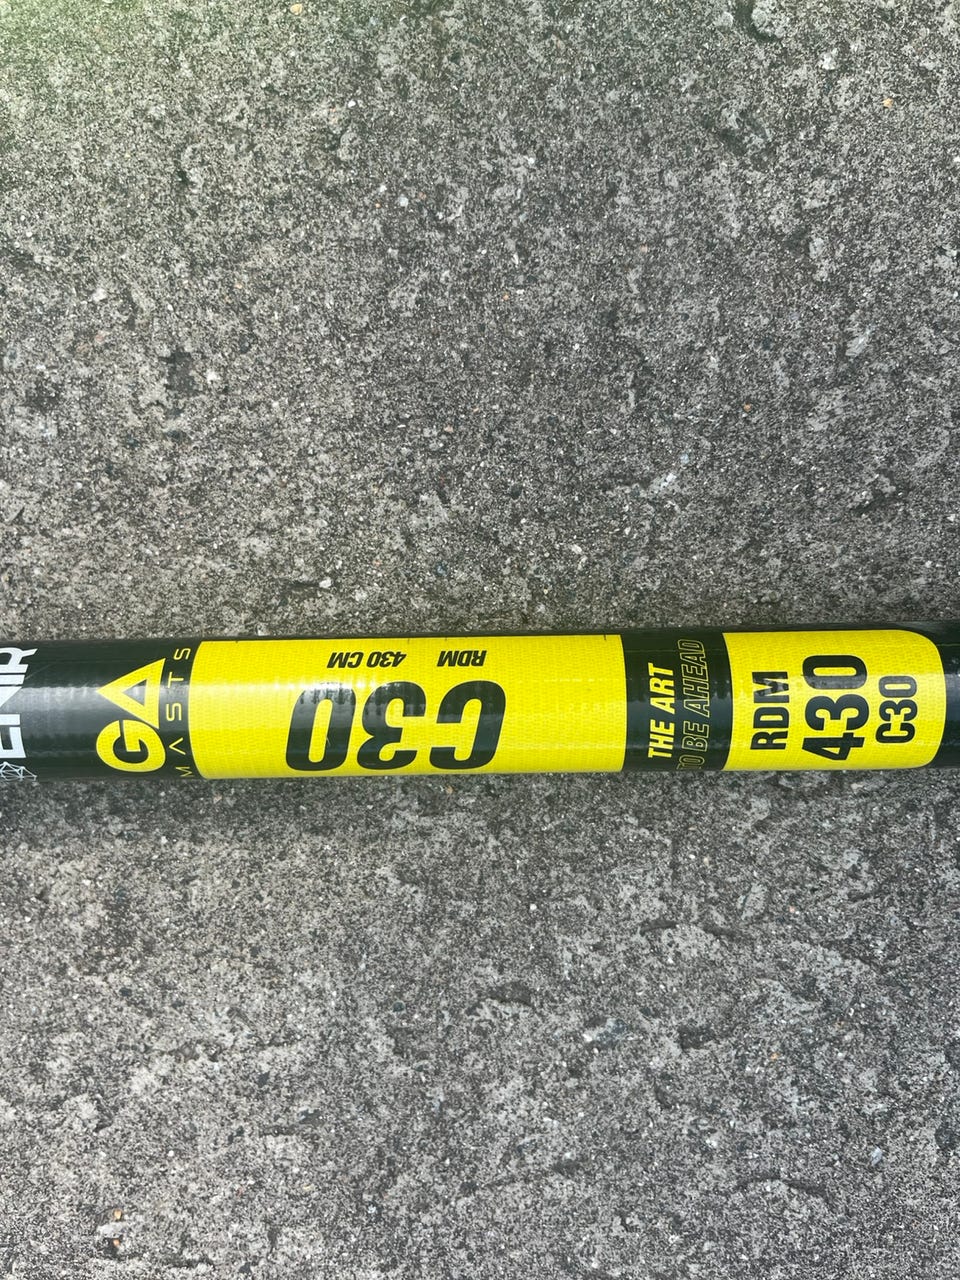 GA
MASTS
C30
RDM 430 CM
THE ART
TO BE AHEAD
RDM
430
C30